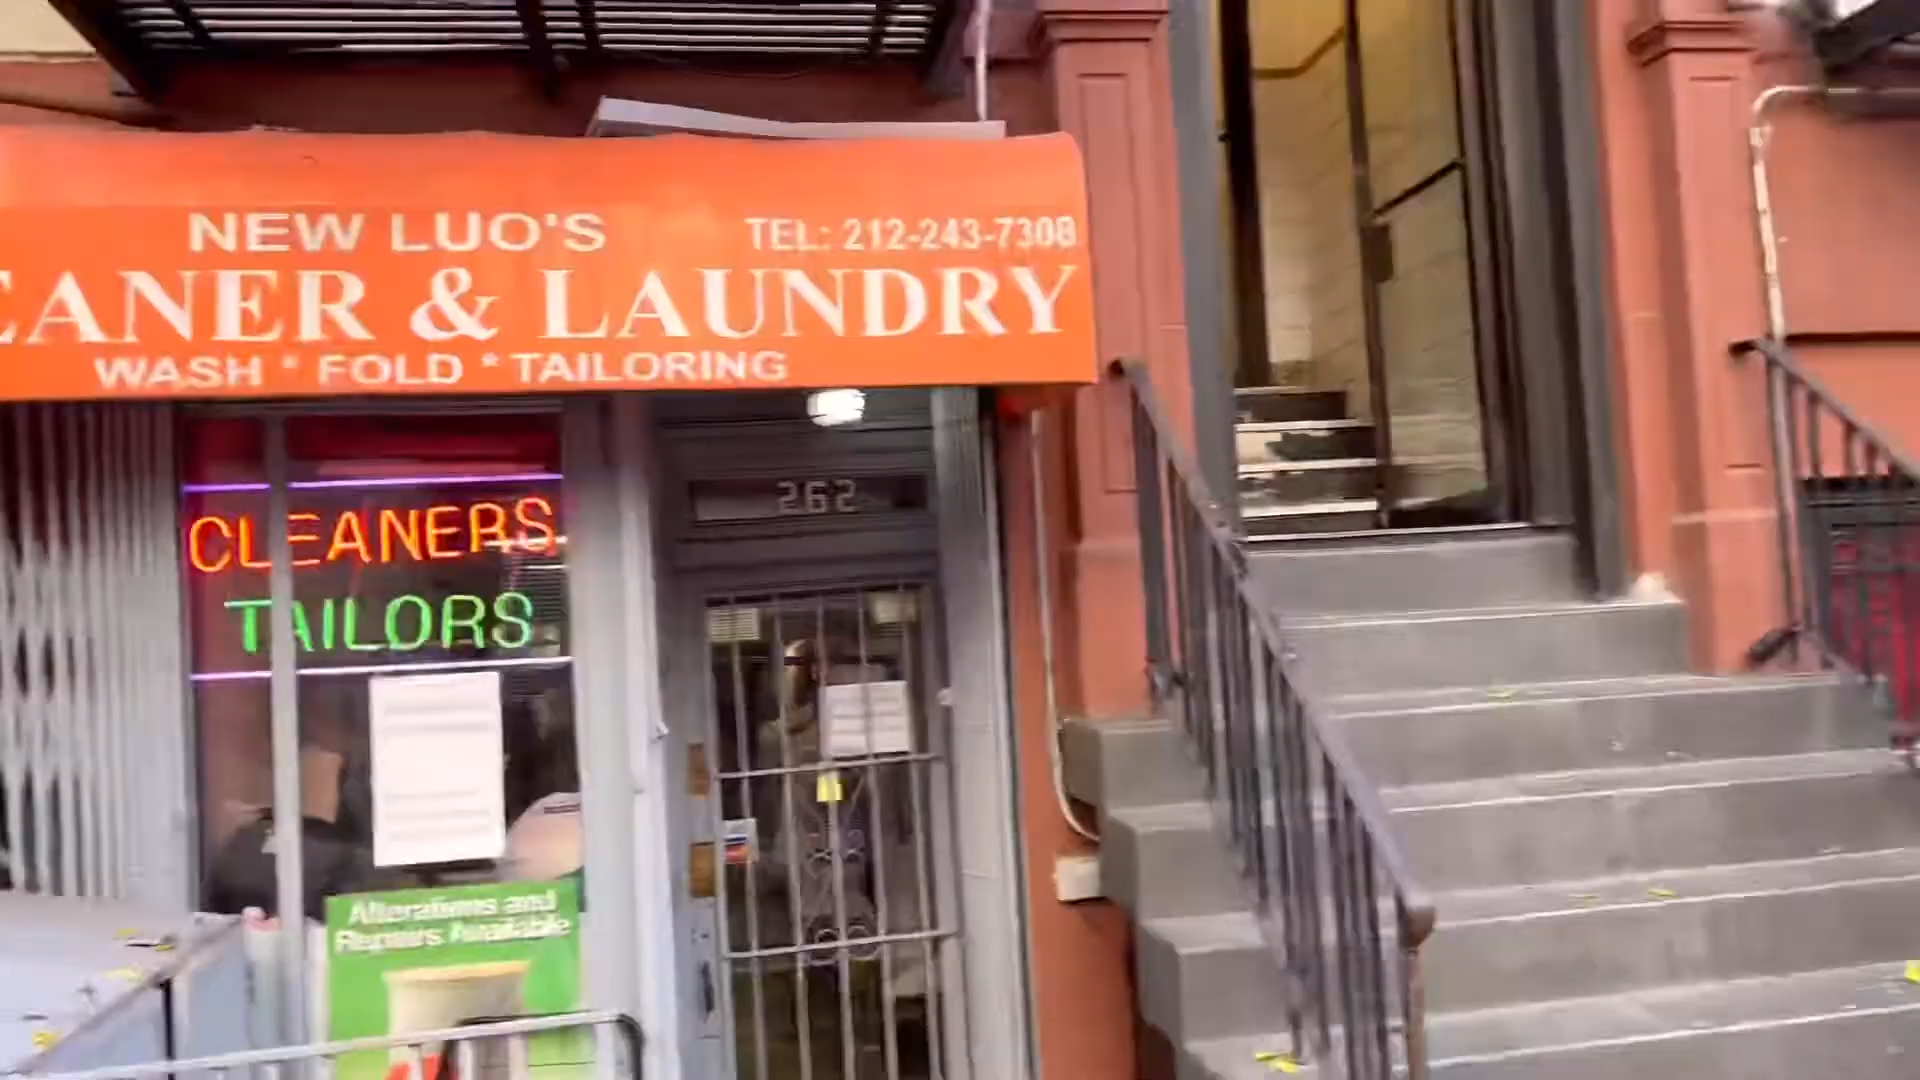 NEW LUO'S
TEL: 212-243-7308
EANER & LAUNDRY
WASH * FOLD * TAILORING
262
CLEANERS
TAILORS
Alterations and
Repairs Available